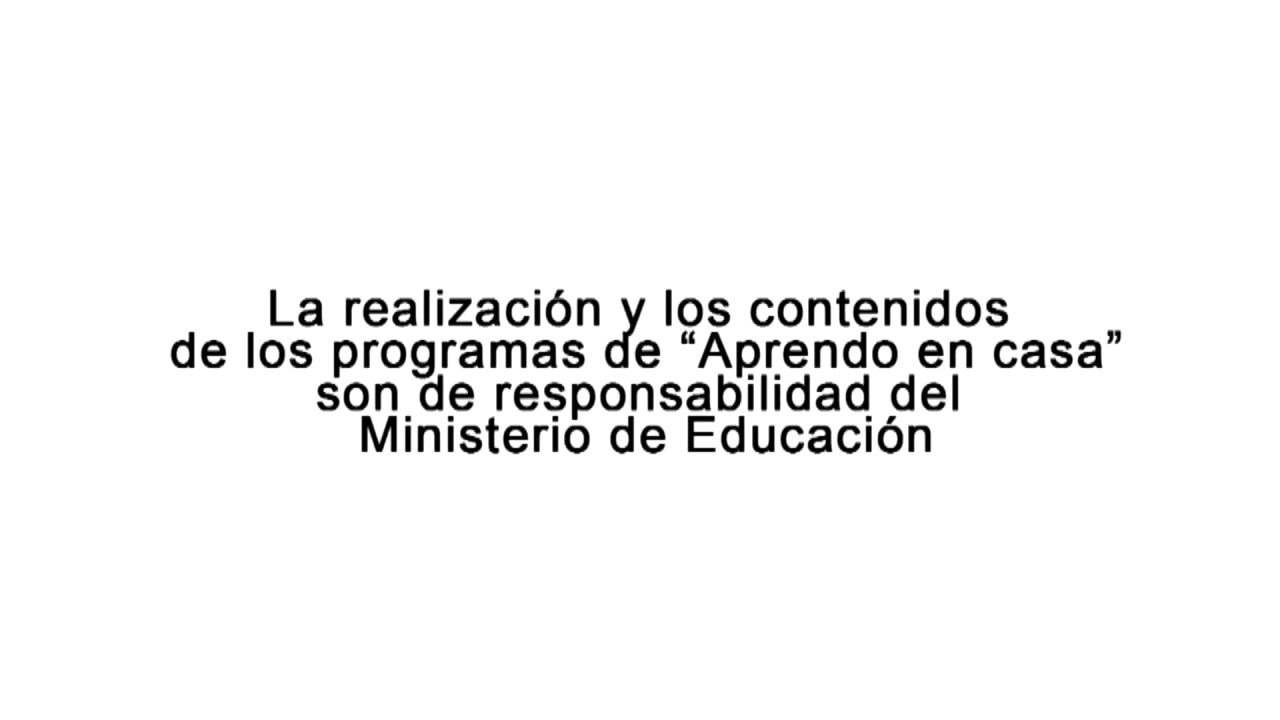 La realización y los contenidos
de los programas de “Aprendo en casa”
son de responsabilidad del
Ministerio de Educación